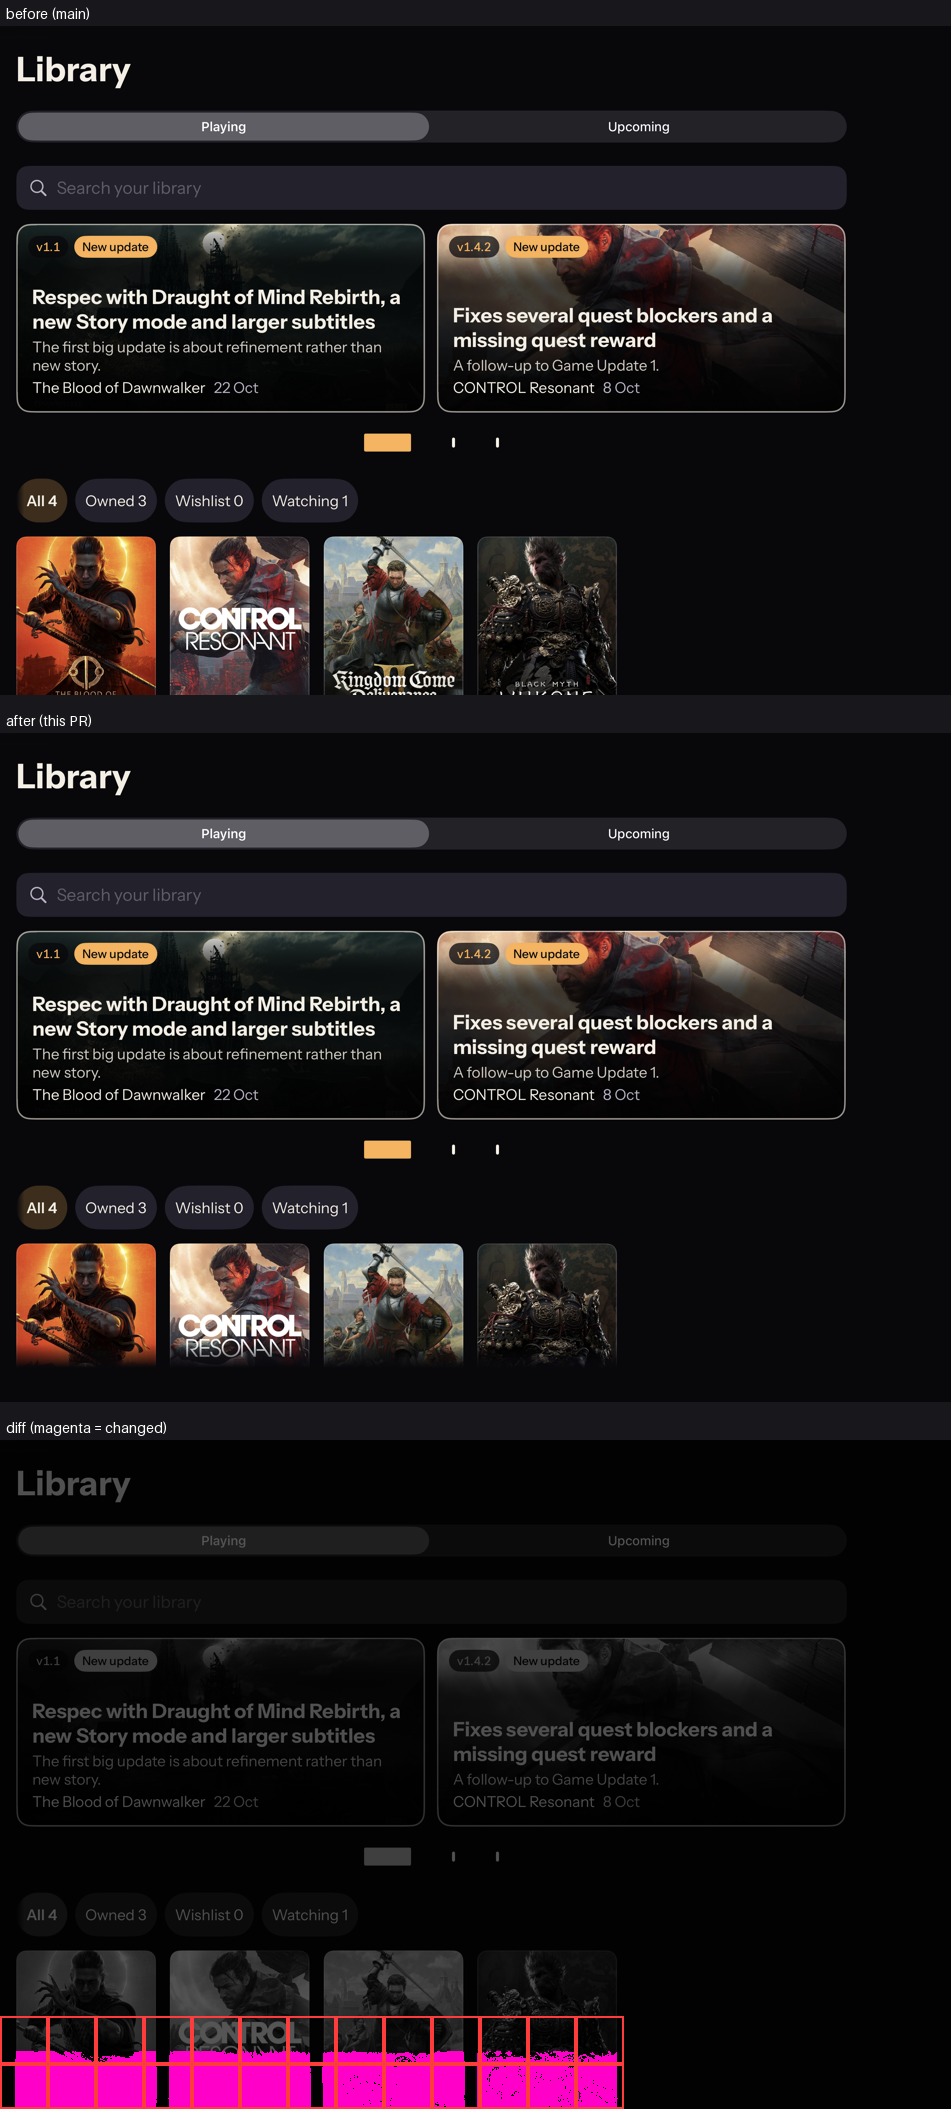 before (main)
Library
Playing
Upcoming
Search your library
v1.1
New update
Respec with Draught of Mind Rebirth, a
new Story mode and larger subtitles
The first big update is about refinement rather than
new story.
The Blood of Dawnwalker 22 Oct
v1.4.2
New update
Fixes several quest blockers and a
missing quest reward
A follow-up to Game Update 1.
CONTROL Resonant 8 Oct
All 4
Owned 3
Wishlist 0
Watching 1
THE BLOOD OF
CONTROL
RESONANT
Kingdom Come
II
BLACK MYTH
after (this PR)
Library
Playing
Upcoming
Search your library
v1.1
New update
Respec with Draught of Mind Rebirth, a
new Story mode and larger subtitles
The first big update is about refinement rather than
new story.
The Blood of Dawnwalker 22 Oct
v1.4.2
New update
Fixes several quest blockers and a
missing quest reward
A follow-up to Game Update 1.
CONTROL Resonant 8 Oct
All 4
Owned 3
Wishlist 0
Watching 1
CONTROL
RESONANT
diff (magenta = changed)
Library
Playing
Upcoming
Search your library
v1.1
New update
Respec with Draught of Mind Rebirth, a
new Story mode and larger subtitles
The first big update is about refinement rather than
new story.
The Blood of Dawnwalker 22 Oct
v1.4.2
New update
Fixes several quest blockers and a
missing quest reward
A follow-up to Game Update 1.
CONTROL Resonant 8 Oct
All 4
Owned 3
Wishlist 0
Watching 1
CONTROL